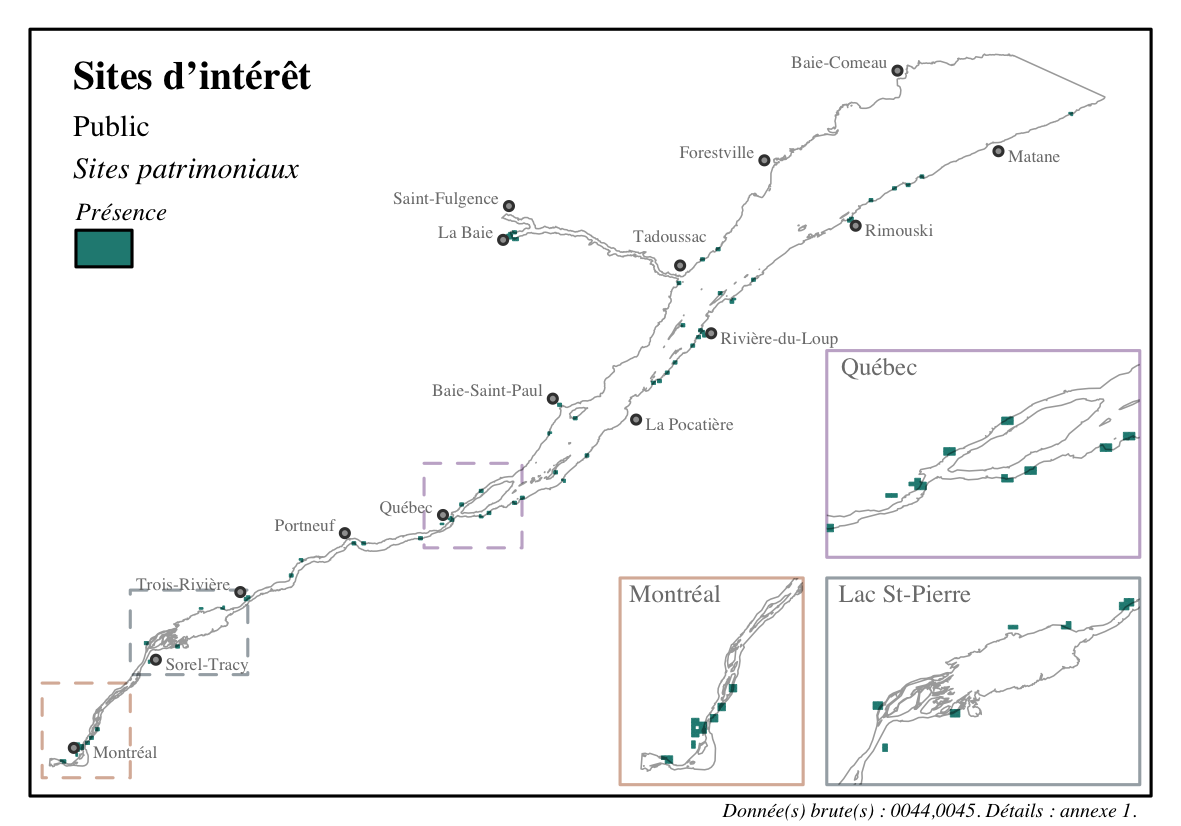 Sites d'intérêt
Public
Sites patrimoniaux
Présence
Baie-Comeau
Forestville
Matane
Saint-Fulgence
La Baie
Tadoussac
Rimouski
Rivière-du-Loup
Baie-Saint-Paul
La Pocatière
Québec
Portneuf
Trois-Rivière
Sorel-Tracy
Montréal
Québec
Montréal
Lac St-Pierre
Donnée(s) brute(s) : 0044,0045. Détails : annexe 1.